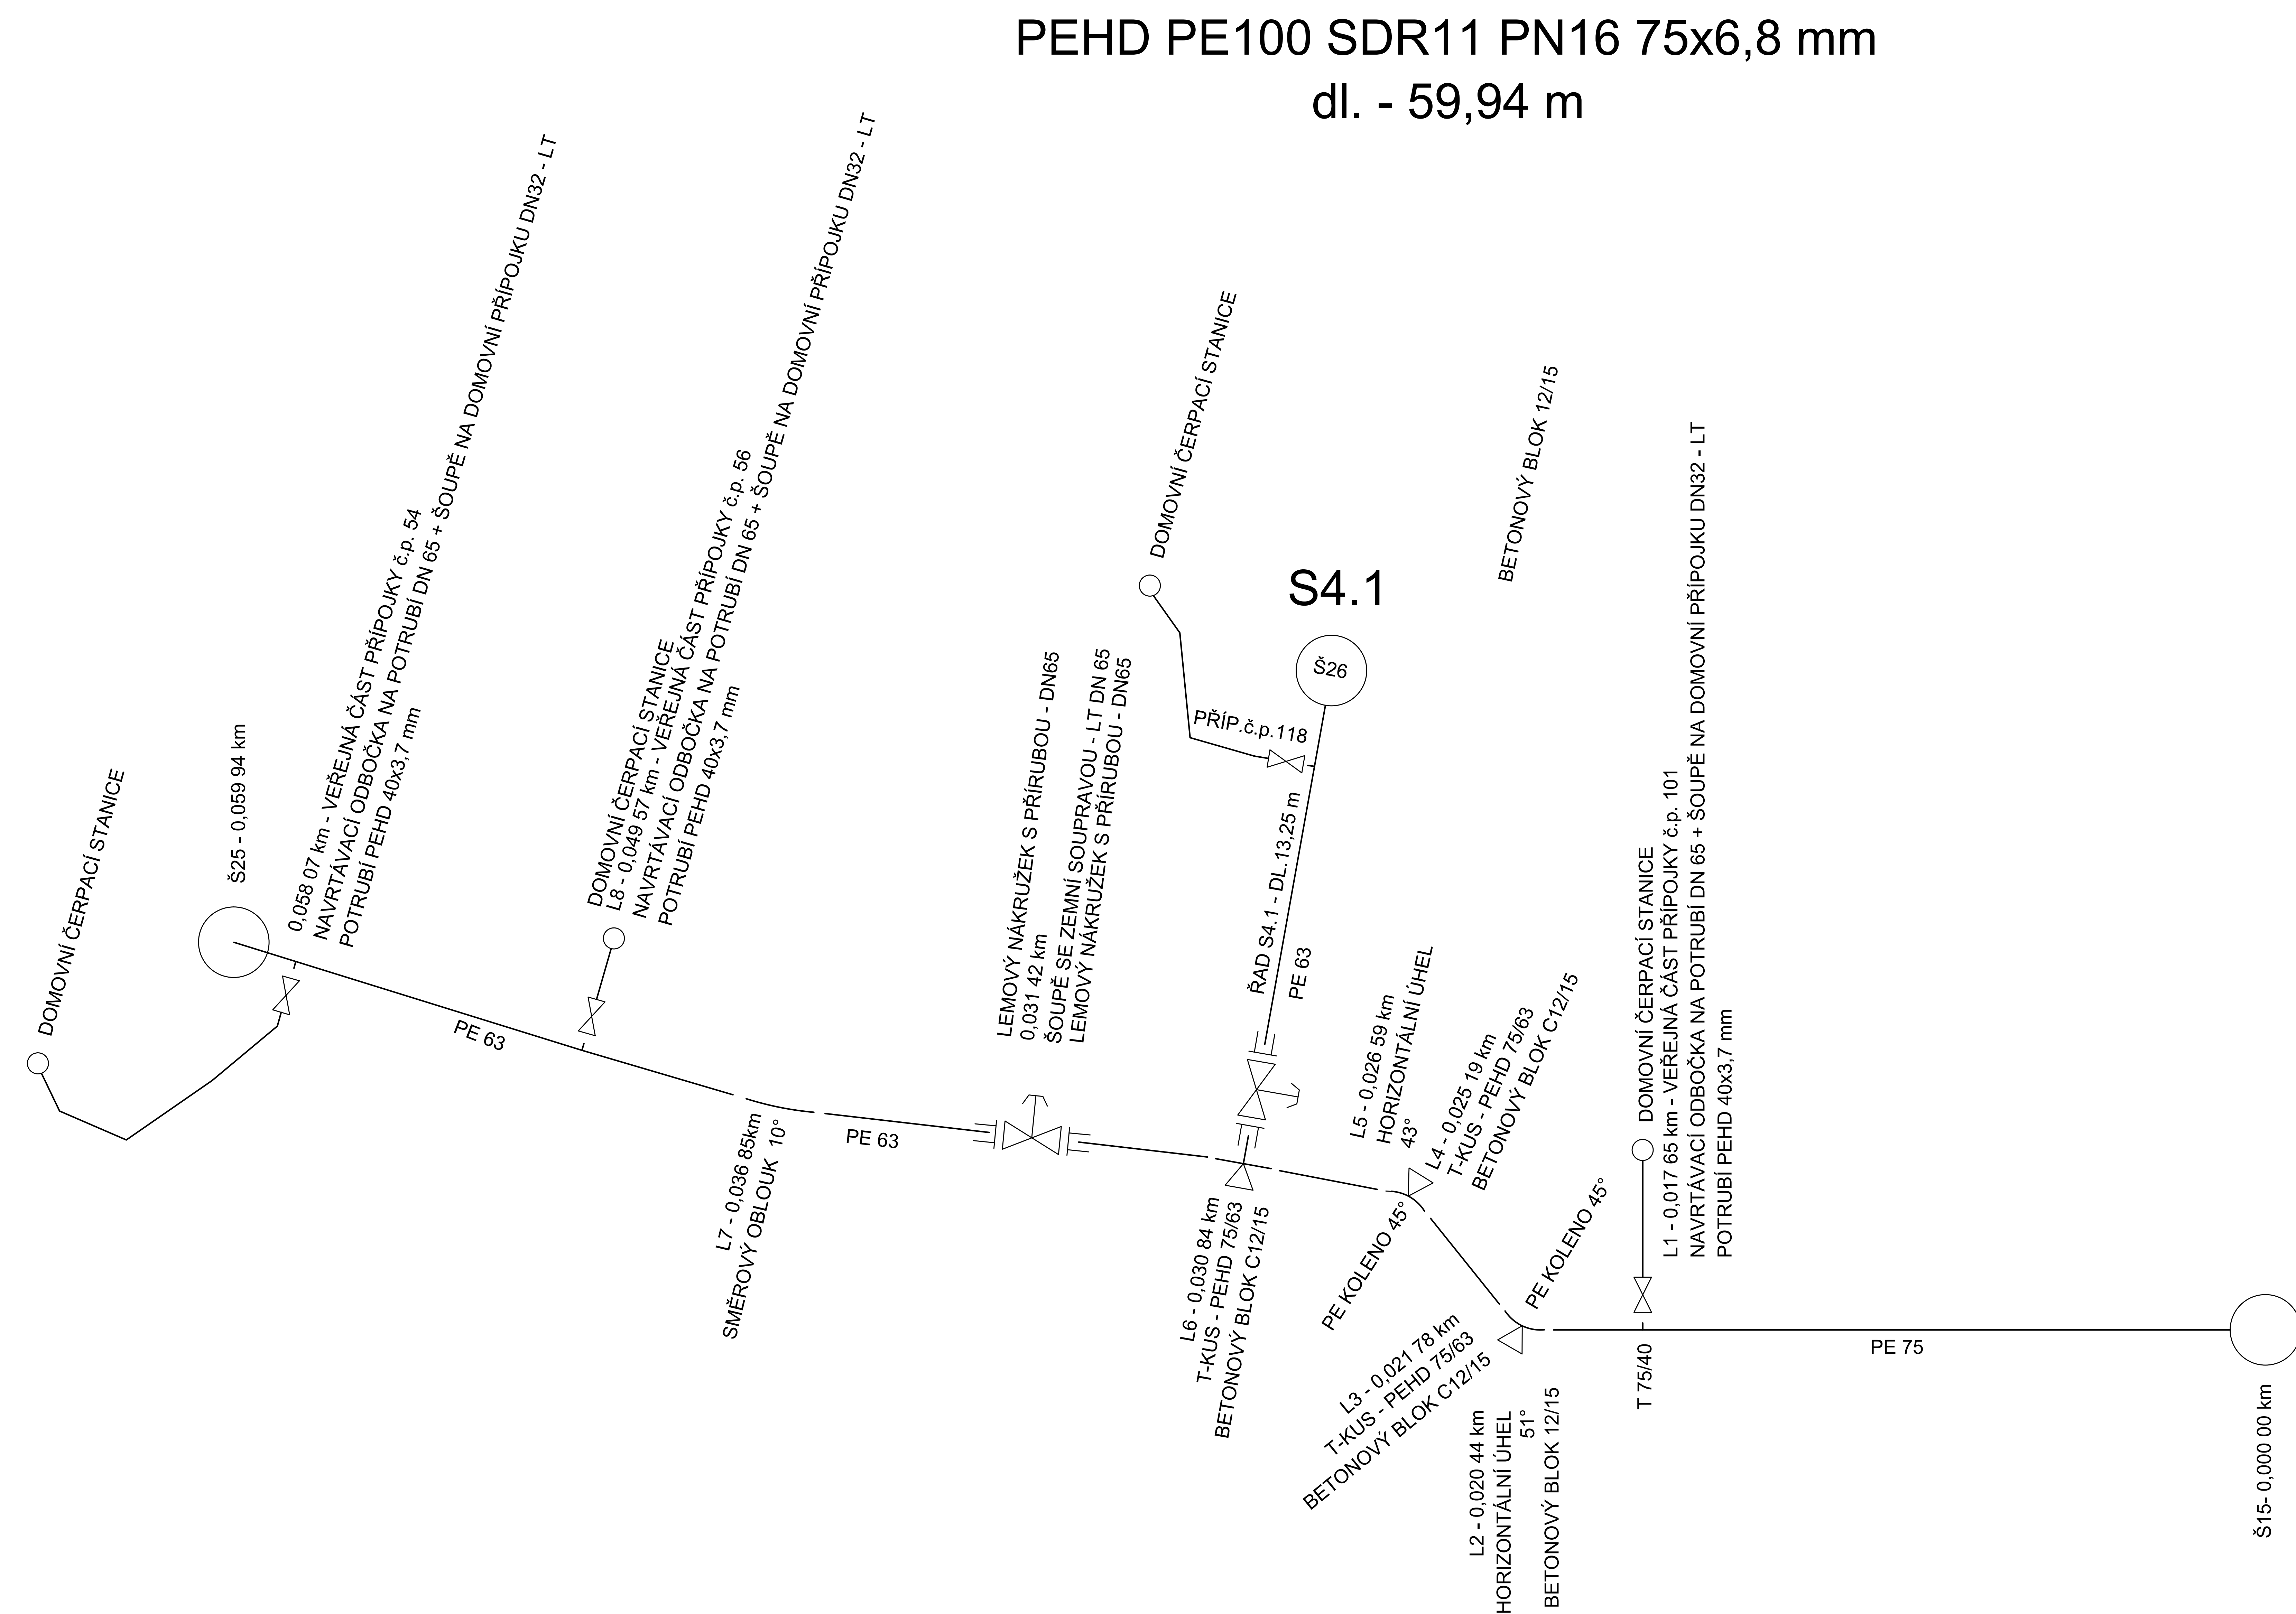 PEHD PE100 SDR11 PN16 75x6,8 mm
dl. - 59,94 m
DOMOVNÍ ČERPACÍ STANICE
Š25 - 0,059 94 km
0,058 07 km - VEŘEJNÁ ČÁST PŘÍPOJKY č.p. 54
NAVRTÁVACÍ ODBOČKA NA POTRUBÍ DN 65 + ŠOUPĚ NA DOMOVNÍ PŘÍPOJKU DN32 - LT
POTRUBÍ PEHD 40x3,7 mm
PE 63
DOMOVNÍ ČERPACÍ STANICE
L8 - 0,049 57 km - VEŘEJNÁ ČÁST PŘÍPOJKY č.p. 56
NAVRTÁVACÍ ODBOČKA NA POTRUBÍ DN 65 + ŠOUPĚ NA DOMOVNÍ PŘÍPOJKU DN32 - LT
POTRUBÍ PEHD 40x3,7 mm
L7 - 0,036 85km
SMĚROVÝ OBLOUK 10°
PE 63
LEMOVÝ NÁKRUŽEK S PŘÍRUBOU - DN65
0,031 42 km
ŠOUPĚ SE ZEMNÍ SOUPRAVOU - LT DN 65
LEMOVÝ NÁKRUŽEK S PŘÍRUBOU - DN65
DOMOVNÍ ČERPACÍ STANICE
S4.1
Š26
PŘÍP.č.p.118
ŘAD S4.1 - DL.13,25 m
PE 63
BETONOVÝ BLOK 12/15
L6 - 0,030 84 km
T-KUS - PEHD 75/63
BETONOVÝ BLOK C12/15
L5 - 0,026 59 km
HORIZONTÁLNÍ ÚHEL
43°
L4 - 0,025 19 km
T-KUS - PEHD 75/63
BETONOVÝ BLOK C12/15
PE KOLENO 45°
PE KOLENO 45°
L3 - 0,021 78 km
T-KUS - PEHD 75/63
BETONOVÝ BLOK C12/15
L2 - 0,020 44 km
HORIZONTÁLNÍ ÚHEL
51°
BETONOVÝ BLOK 12/15
DOMOVNÍ ČERPACÍ STANICE
L1 - 0,017 65 km - VEŘEJNÁ ČÁST PŘÍPOJKY č.p. 101
NAVRTÁVACÍ ODBOČKA NA POTRUBÍ DN 65 + ŠOUPĚ NA DOMOVNÍ PŘÍPOJKU DN32 - LT
POTRUBÍ PEHD 40x3,7 mm
T 75/40
PE 75
Š15- 0,000 00 km